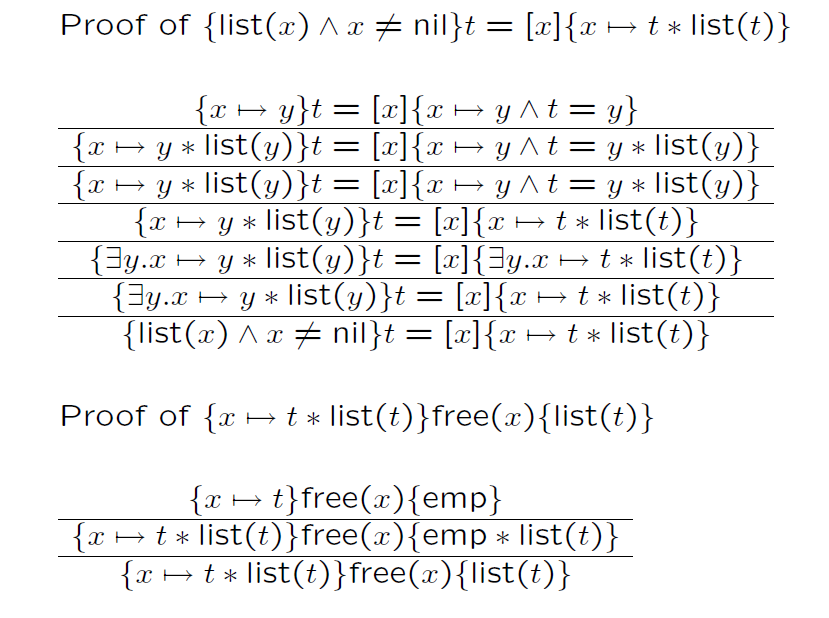 Proof of {list(x) ∧ x ≠ nil}t = [x]{x ↦ t ∗ list(t)}
{x ↦ y}t = [x]{x ↦ y ∧ t = y}
{x ↦ y ∗ list(y)}t = [x]{x ↦ y ∧ t = y ∗ list(y)}
{x ↦ y ∗ list(y)}t = [x]{x ↦ y ∧ t = y ∗ list(y)}
{x ↦ y ∗ list(y)}t = [x]{x ↦ t ∗ list(t)}
{∃y.x ↦ y ∗ list(y)}t = [x]{∃y.x ↦ t ∗ list(t)}
{∃y.x ↦ y ∗ list(y)}t = [x]{x ↦ t ∗ list(t)}
{list(x) ∧ x ≠ nil}t = [x]{x ↦ t ∗ list(t)}
Proof of {x ↦ t ∗ list(t)}free(x){list(t)}
{x ↦ t}free(x){emp}
{x ↦ t ∗ list(t)}free(x){emp ∗ list(t)}
{x ↦ t ∗ list(t)}free(x){list(t)}